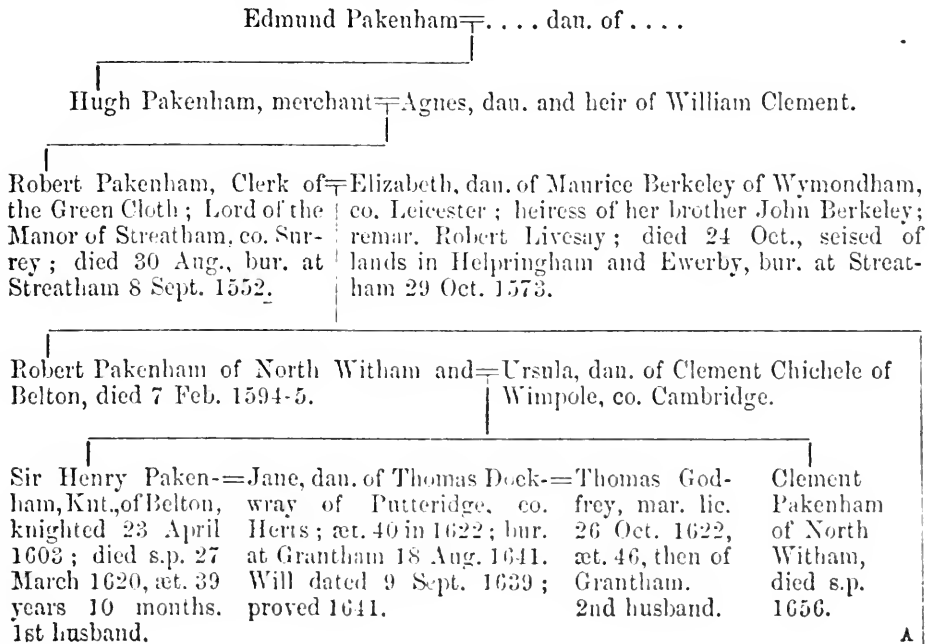 Edmund Pakenham=. . . . dau. of . . . .
Hugh Pakenham, merchant=Agnes, dau. and heir of William Clement.
Robert Pakenham, Clerk of
the Green Cloth; Lord of the
Manor of Streatham, co. Sur-
rey; died 30 Aug., bur. at
Streatham 8 Sept. 1552.
=Elizabeth, dau. of Maurice Berkeley of Wymondham,
co. Leicester; heiress of her brother John Berkeley;
remar. Robert Livesay; died 24 Oct., seised of
lands in Helpringham and Ewerby, bur. at Streat-
ham 29 Oct. 1573.
Robert Pakenham of North Witham and
Belton, died 7 Feb. 1594-5.
=Ursula, dau. of Clement Chichele of
Wimpole, co. Cambridge.
Sir Henry Paken-
ham, Knt., of Belton,
knighted 23 April
1603; died s.p. 27
March 1620, æt. 39
years 10 months.
1st husband.
=Jane, dau. of Thomas Dock-
wray of Putteridge, co.
Herts; æt. 40 in 1622; bur.
at Grantham 18 Aug. 1641.
Will dated 9 Sept. 1639;
proved 1641.
=Thomas God-
frey, mar. lic.
26 Oct. 1622,
æt. 46, then of
Grantham.
2nd husband.
Clement
Pakenham
of North
Witham,
died s.p.
1656.
A